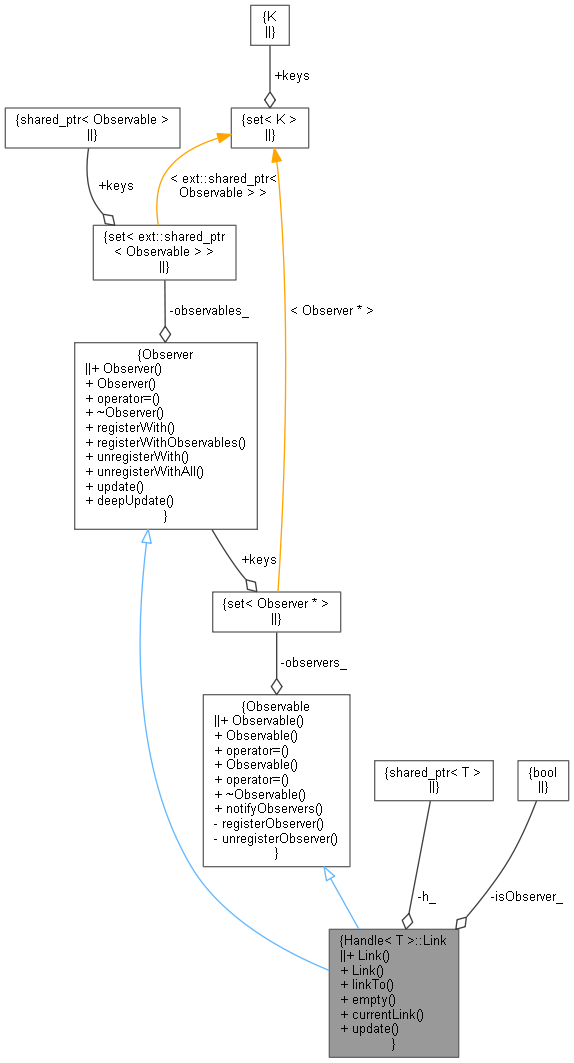 {K
||}
+keys
{shared_ptr< Observable >
||}
{set< K >
||}
+keys
< ext::shared_ptr<
Observable > >
{set< ext::shared_ptr
< Observable > >
||}
-observables_
< Observer * >
{Observer
||+ Observer()
+ Observer()
+ operator=()
+ ~Observer()
+ registerWith()
+ registerWithObservables()
+ unregisterWith()
+ unregisterWithAll()
+ update()
+ deepUpdate()
}
+keys
{set< Observer * >
||}
-observers_
{Observable
||+ Observable()
+ Observable()
+ operator=()
+ Observable()
+ operator=()
+ ~Observable()
+ notifyObservers()
- registerObserver()
- unregisterObserver()
}
{shared_ptr< T >
||}
{bool
||}
-h_
-isObserver_
{Handle< T >::Link
||+ Link()
+ Link()
+ linkTo()
+ empty()
+ currentLink()
+ update()
}